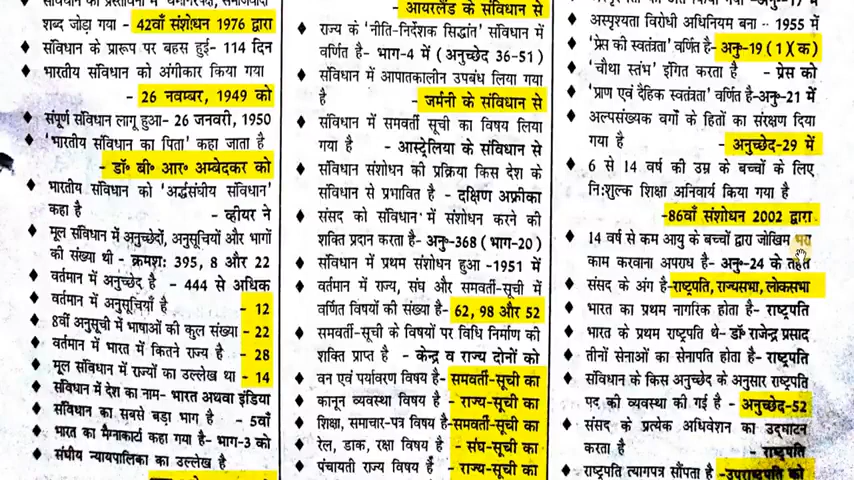 शब्द जोड़ा गया - 42वाँ संशोधन 1976 द्वारा
संविधान के प्रारूप पर बहस हुई- 114 दिन
भारतीय संविधान को अंगीकार किया गया
- 26 नवम्बर, 1949 को
संपूर्ण संविधान लागू हुआ- 26 जनवरी, 1950
'भारतीय संविधान का पिता' कहा जाता है
- डॉ॰ बी॰ आर॰ अम्बेदकर को
भारतीय संविधान को 'अर्द्धसंघीय संविधान'
कहा है - व्हीयर ने
मूल संविधान में अनुच्छेदों, अनुसूचियों और भागों
की संख्या थी - क्रमश: 395, 8 और 22
वर्तमान में अनुच्छेद है - 444 से अधिक
वर्तमान में अनुसूचियाँ है - 12
8वीं अनुसूची में भाषाओं की कुल संख्या - 22
वर्तमान में भारत में कितने राज्य है - 28
मूल संविधान में राज्यों का उल्लेख था - 14
संविधान में देश का नाम- भारत अथवा इंडिया
संविधान का सबसे बड़ा भाग है - 5वाँ
भारत का मैग्नाकार्टा कहा गया है- भाग-3 को
संघीय न्यायपालिका का उल्लेख है
- आयरलैंड के संविधान से
राज्य के 'नीति-निर्देशक सिद्धांत' संविधान में
वर्णित है- भाग-4 में (अनुच्छेद 36-51)
संविधान में आपातकालीन उपबंध लिया गया
है - जर्मनी के संविधान से
संविधान में समवर्ती सूची का विषय लिया
गया है - आस्ट्रेलिया के संविधान से
संविधान संशोधन की प्रक्रिया किस देश के
संविधान से प्रभावित है - दक्षिण अफ्रीका
संसद को संविधान में संशोधन करने की
शक्ति प्रदान करता है- अनु॰-368 (भाग-20)
संविधान में प्रथम संशोधन हुआ -1951 में
वर्तमान में राज्य, संघ और समवर्ती-सूची में
वर्णित विषयों की संख्या है- 62, 98 और 52
समवर्ती-सूची के विषयों पर विधि निर्माण की
शक्ति प्राप्त है - केन्द्र व राज्य दोनों को
वन एवं पर्यावरण विषय है- समवर्ती-सूची का
कानून व्यवस्था विषय है - राज्य-सूची का
शिक्षा, समाचार-पत्र विषय है-समवर्ती-सूची का
रेल, डाक, रक्षा विषय है - संघ-सूची का
पंचायती राज्य विषय है - राज्य-सूची का
अस्पृश्यता विरोधी अधिनियम बना -- 1955 में
'प्रेस की स्वतंत्रता' वर्णित है- अनु॰-19 (1)(क)
'चौथा स्तंभ' इंगित करता है - प्रेस को
'प्राण एवं दैहिक स्वतंत्रता' वर्णित है-अनु॰-21 में
अल्पसंख्यक वर्गो के हितों का संरक्षण दिया
गया है - अनुच्छेद-29 में
6 से 14 वर्ष की उम्र के बच्चों के लिए
नि:शुल्क शिक्षा अनिवार्य किया गया है
-86वाँ संशोधन 2002 द्वारा
14 वर्ष से कम आयु के बच्चों द्वारा जोखिम भरा
काम करवाना अपराध है- अनु॰-24 के तहत
संसद के अंग है-राष्ट्रपति, राज्यसभा, लोकसभा
भारत का प्रथम नागरिक होता है- राष्ट्रपति
भारत के प्रथम राष्ट्रपति थे- डॉ॰ राजेन्द्र प्रसाद
तीनों सेनाओं का सेनापति होता है- राष्ट्रपति
संविधान के किस अनुच्छेद के अनुसार राष्ट्रपति
पद की व्यवस्था की गई है - अनुच्छेद-52
संसद के प्रत्येक अधिवेशन का उद्घाटन
करता है - राष्ट्रपति
राष्ट्रपति त्यागपत्र सौंपता है -उपराष्ट्रपति को